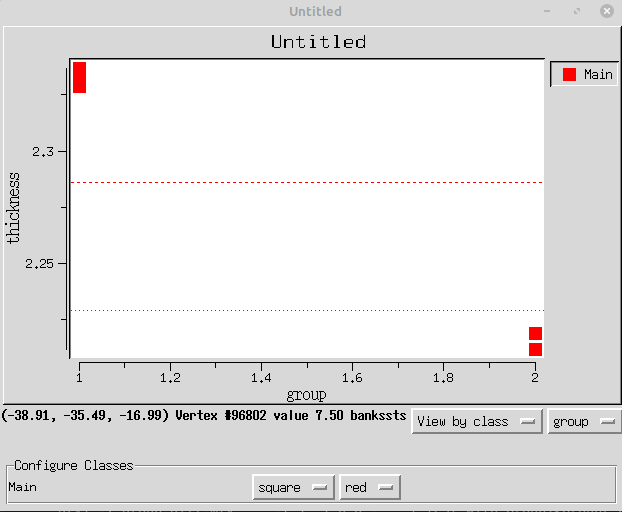 Untitled
Untitled
Main
2.3
thickness
2.25
1 1.2 1.4 1.6 1.8 2
group
(-38.91, -35.49, -16.99) Vertex #96802 value 7.50 bankssts View by class group
Configure Classes
Main square red